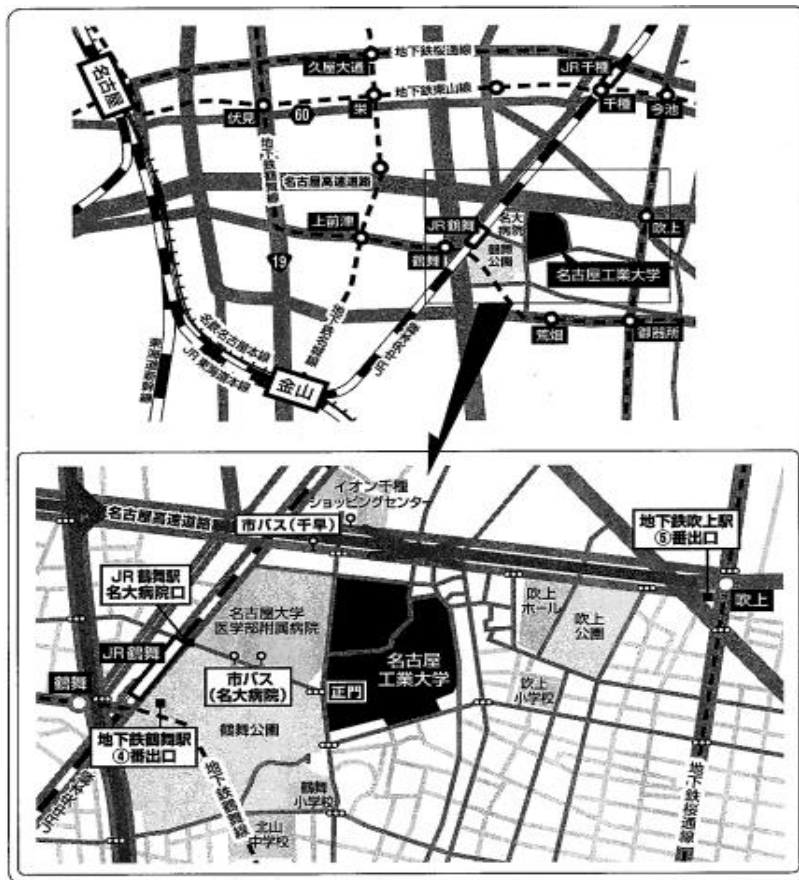 地下鉄桜通線
久屋大通
JR千種
名古屋
地下鉄東山線
伏見
60
栄
千種
今池
地下鉄鶴舞線
名古屋高速道路
上前津
JR鶴舞
名大
病院
吹上
鶴舞
鶴舞
公園
名古屋工業大学
19
地下鉄名城線
JR中央本線
荒畑
御器所
名鉄名古屋本線
JR東海道本線
東海道新幹線
金山
イオン千種
ショッピングセンター
名古屋高速道路
市バス(千早)
地下鉄吹上駅
⑤番出口
JR鶴舞駅
名大病院口
名古屋大学
医学部附属病院
吹上
ホール
吹上
公園
吹上
JR鶴舞
名古屋
工業大学
鶴舞
市バス
(名大病院)
正門
吹上
小学校
地下鉄鶴舞駅
④番出口
鶴舞公園
JR中央本線
地下鉄鶴舞線
鶴舞
小学校
北山
中学校
地下鉄桜通線